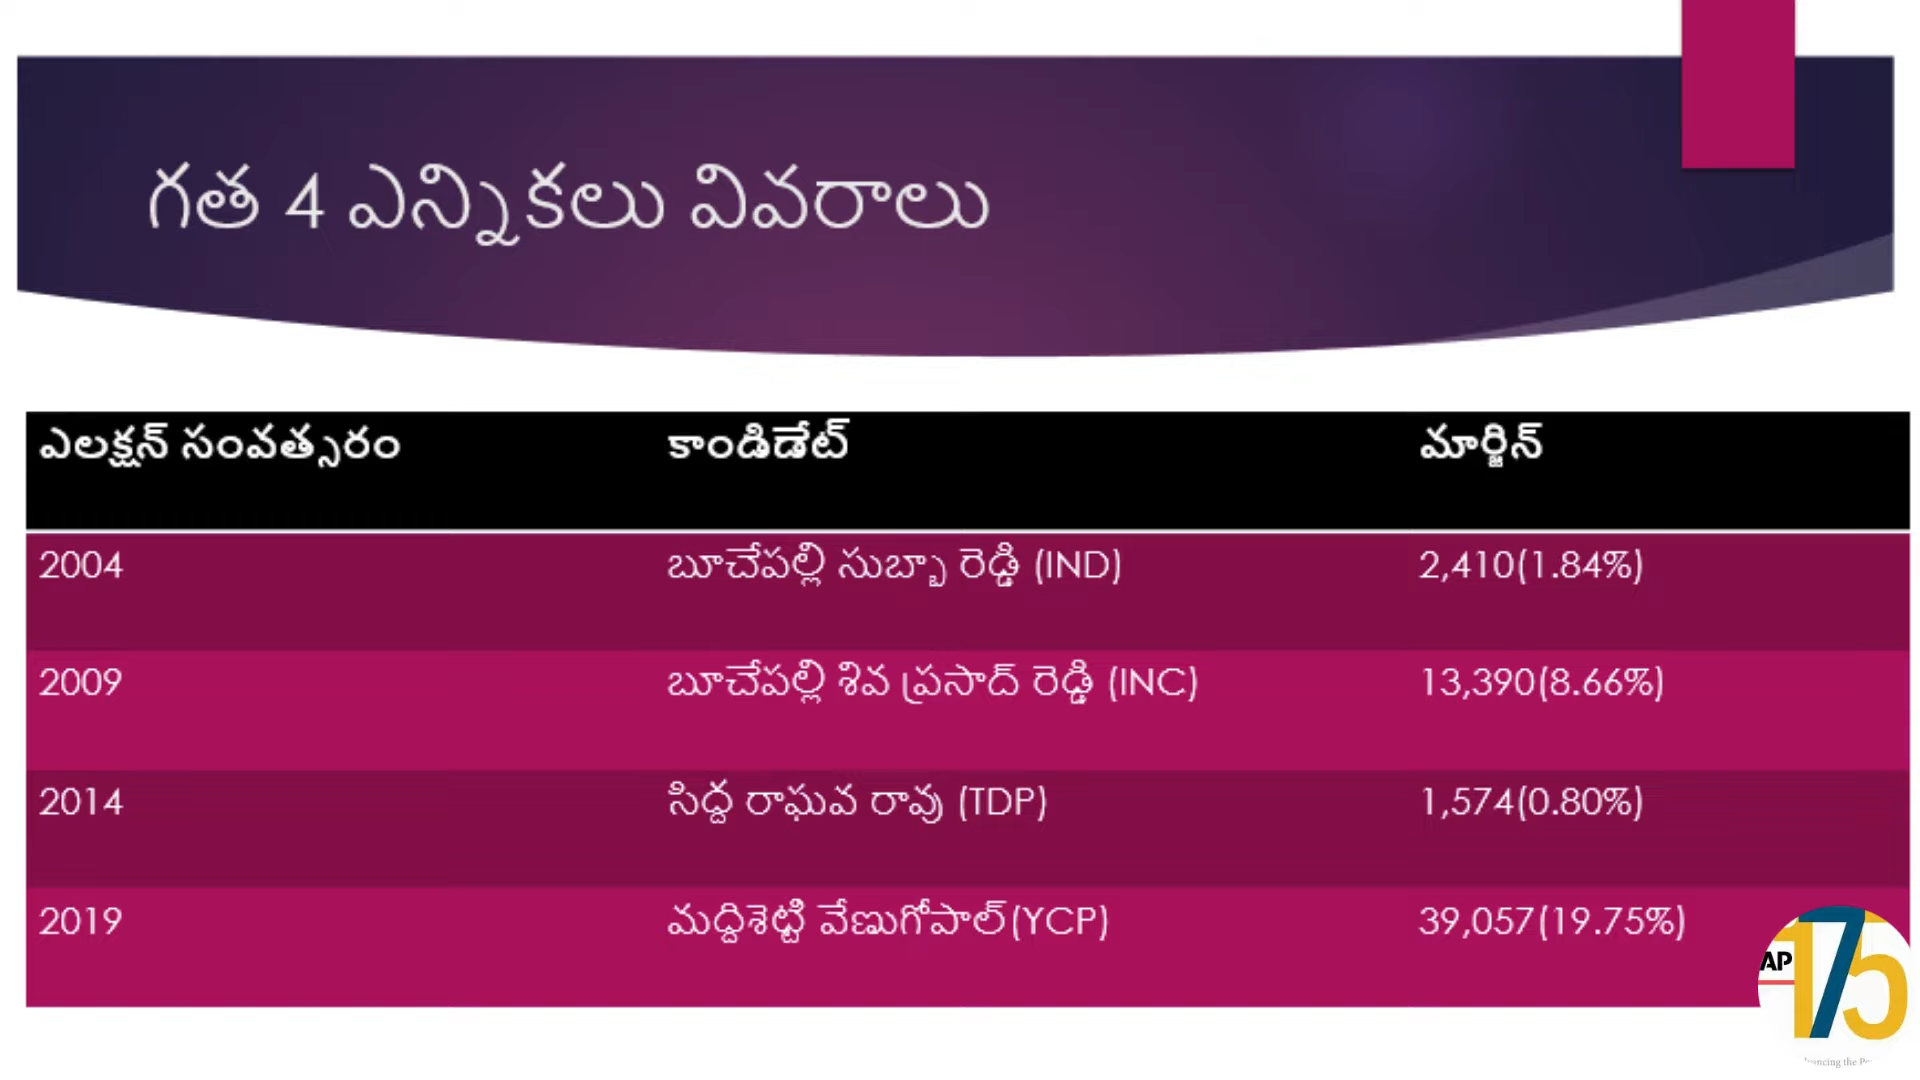 గత 4 ఎన్నికలు వివరాలు
ఎలక్షన్ సంవత్సరం కాండిడేట్ మార్జిన్
2004 బూచేపల్లి సుబ్బా రెడ్డి (IND) 2,410(1.84%)
2009 బూచేపల్లి శివ ప్రసాద్ రెడ్డి (INC) 13,390(8.66%)
2014 సిద్ద రాఘవ రావు (TDP) 1,574(0.80%)
2019 మద్దిశెట్టి వేణుగోపాల్(YCP) 39,057(19.75%)
AP 175